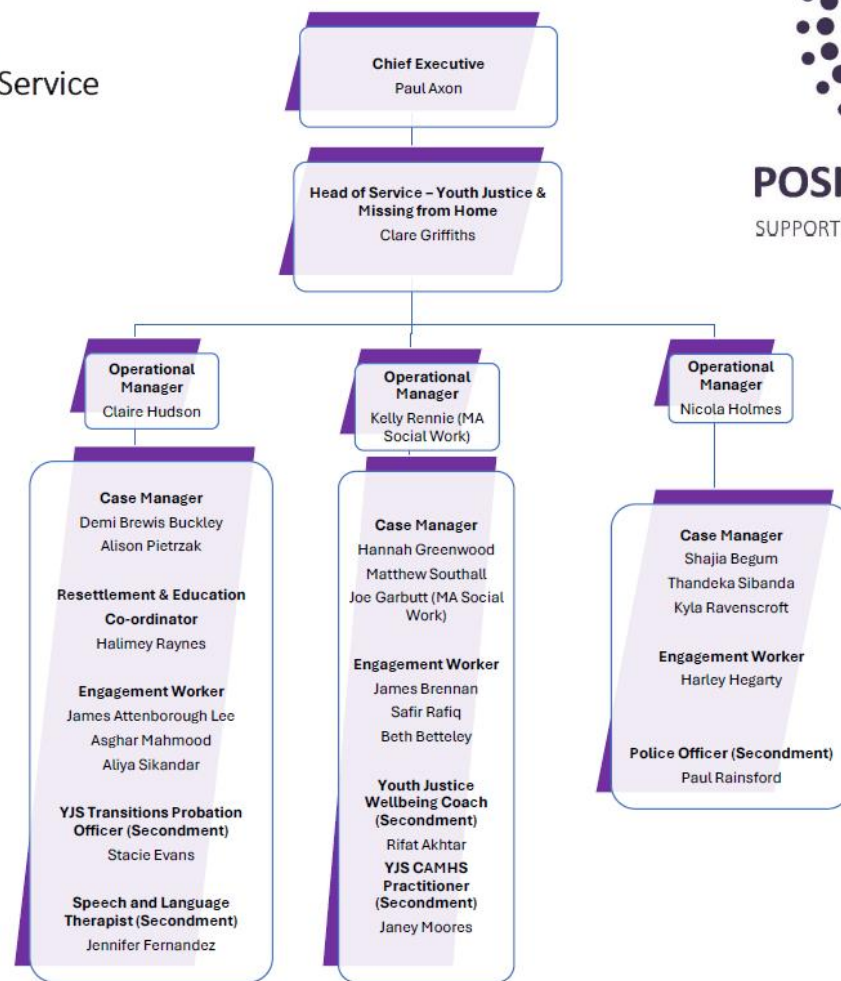 Service
Chief Executive
Paul Axon
POSI
SUPPORT
Head of Service – Youth Justice &
Missing from Home
Clare Griffiths
Operational
Manager
Claire Hudson
Case Manager
Demi Brewis Buckley
Alison Pietrzak
Resettlement & Education
Co-ordinator
Halimey Raynes
Engagement Worker
James Attenborough Lee
Asghar Mahmood
Aliya Sikandar
YJS Transitions Probation
Officer (Secondment)
Stacie Evans
Speech and Language
Therapist (Secondment)
Jennifer Fernandez
Operational
Manager
Kelly Rennie (MA
Social Work)
Case Manager
Hannah Greenwood
Matthew Southall
Joe Garbutt (MA Social
Work)
Engagement Worker
James Brennan
Safir Rafiq
Beth Betteley
Youth Justice
Wellbeing Coach
(Secondment)
Rifat Akhtar
YJS CAMHS
Practitioner
(Secondment)
Janey Moores
Operational
Manager
Nicola Holmes
Case Manager
Shajia Begum
Thandeka Sibanda
Kyla Ravenscroft
Engagement Worker
Harley Hegarty
Police Officer (Secondment)
Paul Rainsford